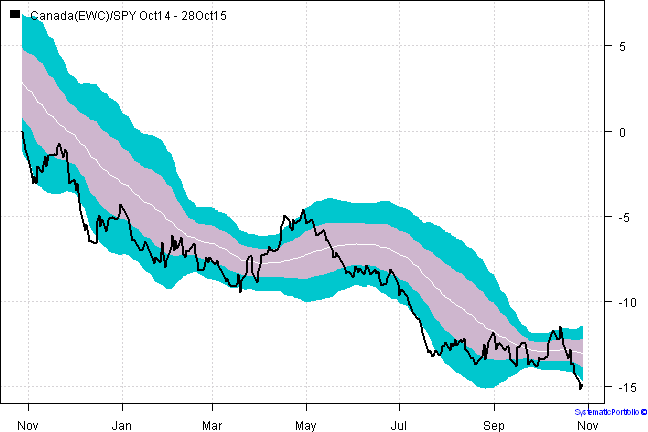 Canada(EWC)/SPY Oct14 - 28Oct15
5
0
-5
-10
-15
Nov Jan Mar May Jul Sep Nov
SystematicPortfolio ©